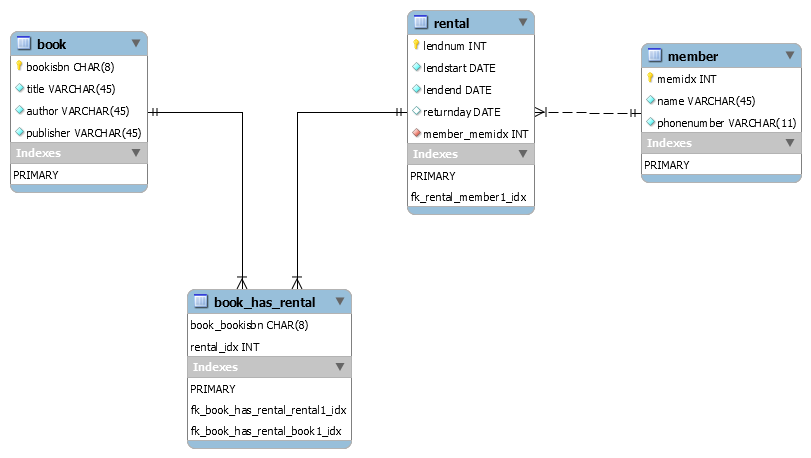 book
bookisbn CHAR(8)
title VARCHAR(45)
author VARCHAR(45)
publisher VARCHAR(45)
Indexes
PRIMARY
rental
lendnum INT
lendstart DATE
lendend DATE
returnday DATE
member_memidx INT
Indexes
PRIMARY
fk_rental_member1_idx
member
memidx INT
name VARCHAR(45)
phonenumber VARCHAR(11)
Indexes
PRIMARY
book_has_rental
book_bookisbn CHAR(8)
rental_idx INT
Indexes
PRIMARY
fk_book_has_rental_rental1_idx
fk_book_has_rental_book1_idx